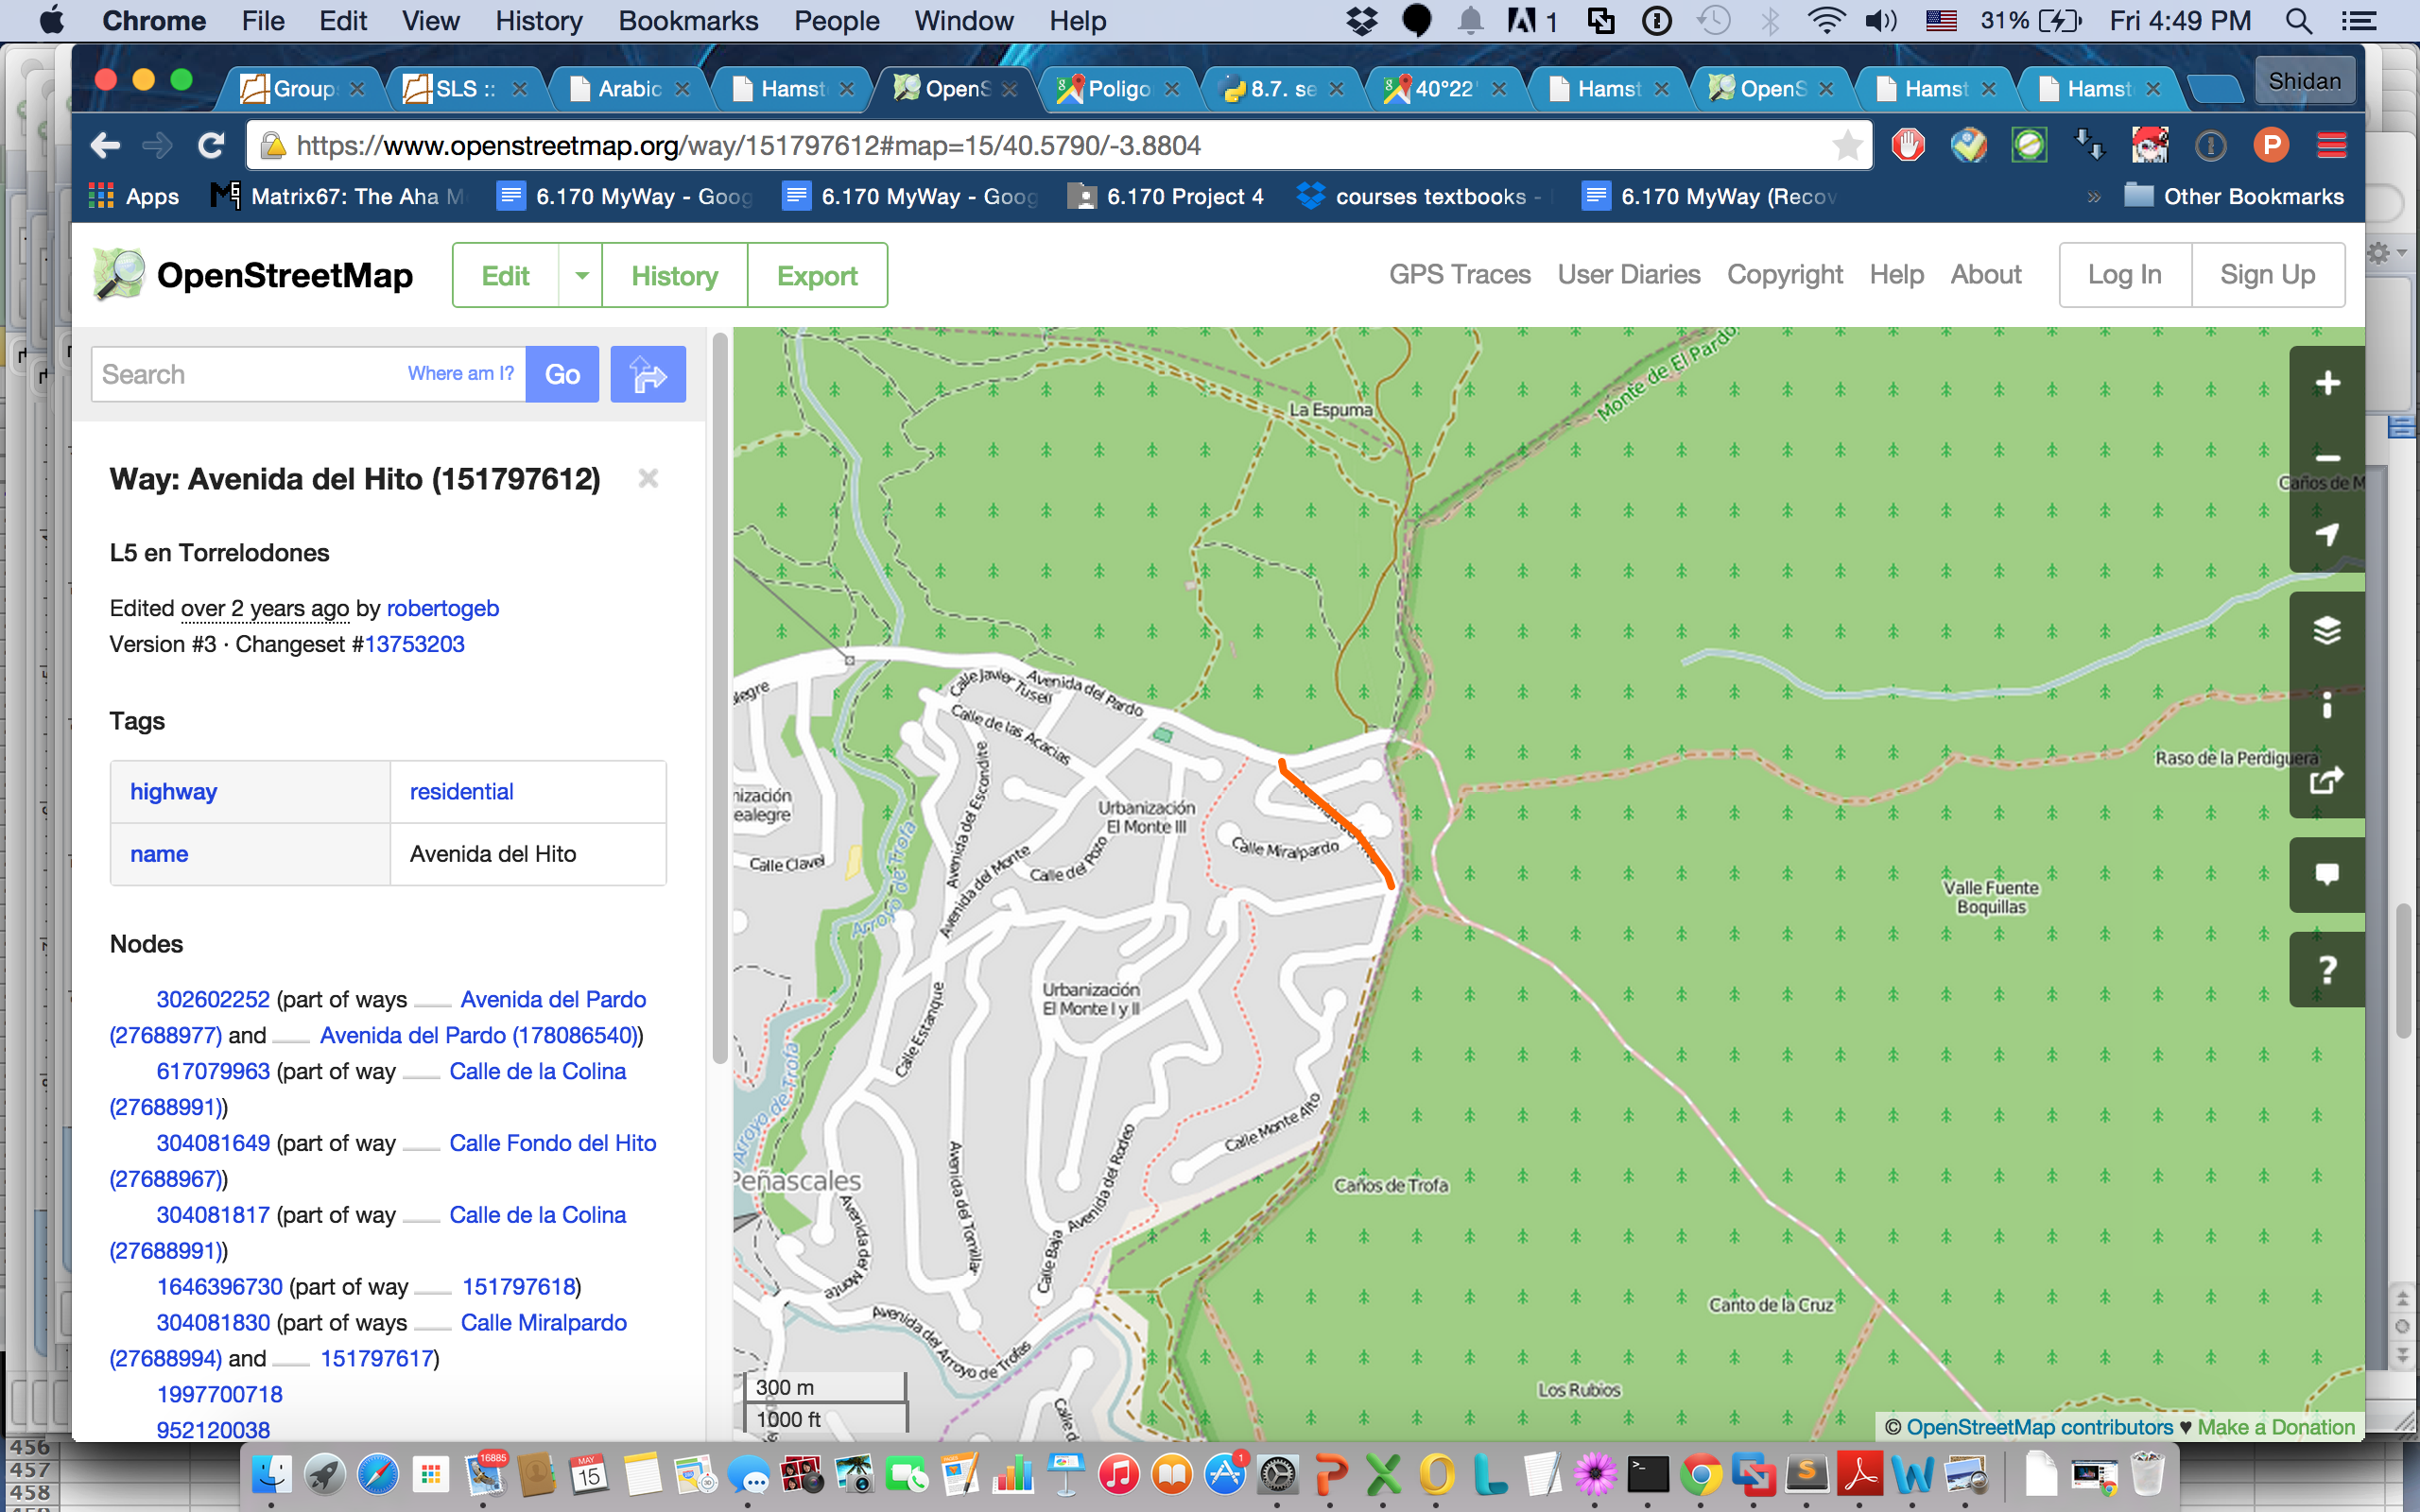 Chrome File Edit View History Bookmarks People Window Help 1 31% Fri 4:49 PM
Group SLS :: Arabic Hamst OpenS Poligo 8.7. se 40°22' Hamst OpenS Hamst Hamst Shidan
https://www.openstreetmap.org/way/151797612#map=15/40.5790/-3.8804
Apps Matrix67: The Aha M 6.170 MyWay - Goog 6.170 MyWay - Goog 6.170 Project 4 courses textbooks - 6.170 MyWay (Recov » Other Bookmarks
OpenStreetMap Edit History Export GPS Traces User Diaries Copyright Help About Log In Sign Up
Search Where am I? Go
Way: Avenida del Hito (151797612)
L5 en Torrelodones
Edited over 2 years ago by robertogeb
Version #3 · Changeset #13753203
Tags
highway residential
name Avenida del Hito
Nodes
302602252 (part of ways Avenida del Pardo
(27688977) and Avenida del Pardo (178086540))
617079963 (part of way Calle de la Colina
(27688991))
304081649 (part of way Calle Fondo del Hito
(27688967))
304081817 (part of way Calle de la Colina
(27688991))
1646396730 (part of way 151797618)
304081830 (part of ways Calle Miralpardo
(27688994) and 151797617)
1997700718
952120038
La Espuma
Monte de El Pardo
Caños de M
Calle Javier Tusell
Avenida del Pardo
alegre
Calle de las Acacias
Avenida del Escondite
Raso de la Perdiguera
nización
ealegre
Urbanización
El Monte III
Calle Miralpardo
Calle Clavel
Avenida del Monte
Calle del Pozo
Arroyo de Trofa
Valle Fuente
Boquillas
Urbanización
El Monte I y II
Calle Estanque
Arroyo de Trofa
Calle Monte Alto
Peñascales
Avenida del Monte
Avenida del Tomillar
Avenida del Rodeo
Calle Baja
Caños de Trofa
Canto de la Cruz
Avenida del Arroyo de Trofas
Los Rubios
Calle d
300 m
1000 ft
© OpenStreetMap contributors ♥ Make a Donation
456
457
458
16885
MAY
15
1